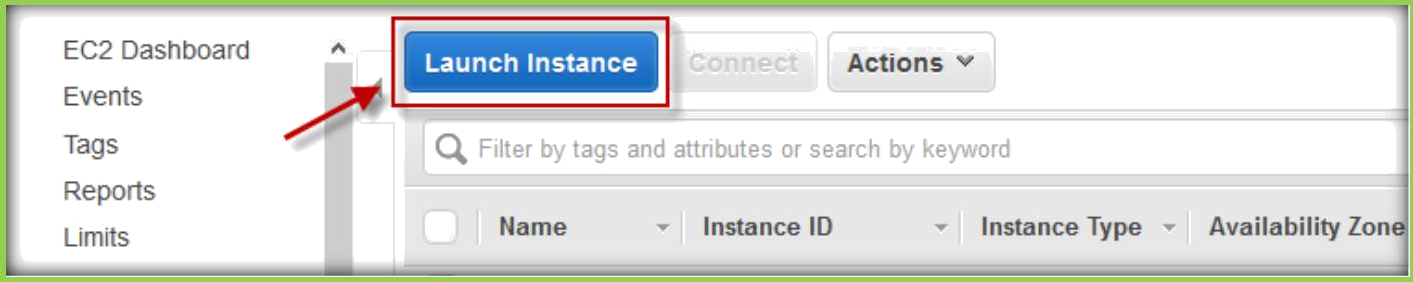 EC2 Dashboard
Events
Tags
Reports
Limits
Launch Instance
Connect
Actions
Filter by tags and attributes or search by keyword
Name
Instance ID
Instance Type
Availability Zone